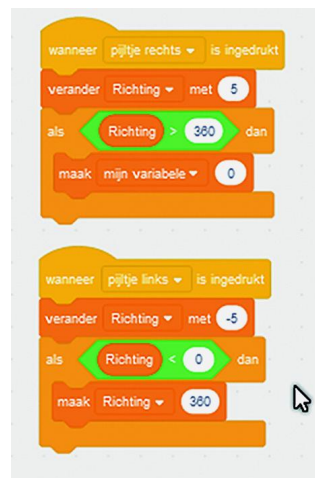 wanneer pijltje rechts is ingedrukt
verander Richting met 5
als Richting > 360 dan
maak mijn variabele 0
wanneer pijltje links is ingedrukt
verander Richting met -5
als Richting < 0 dan
maak Richting 360